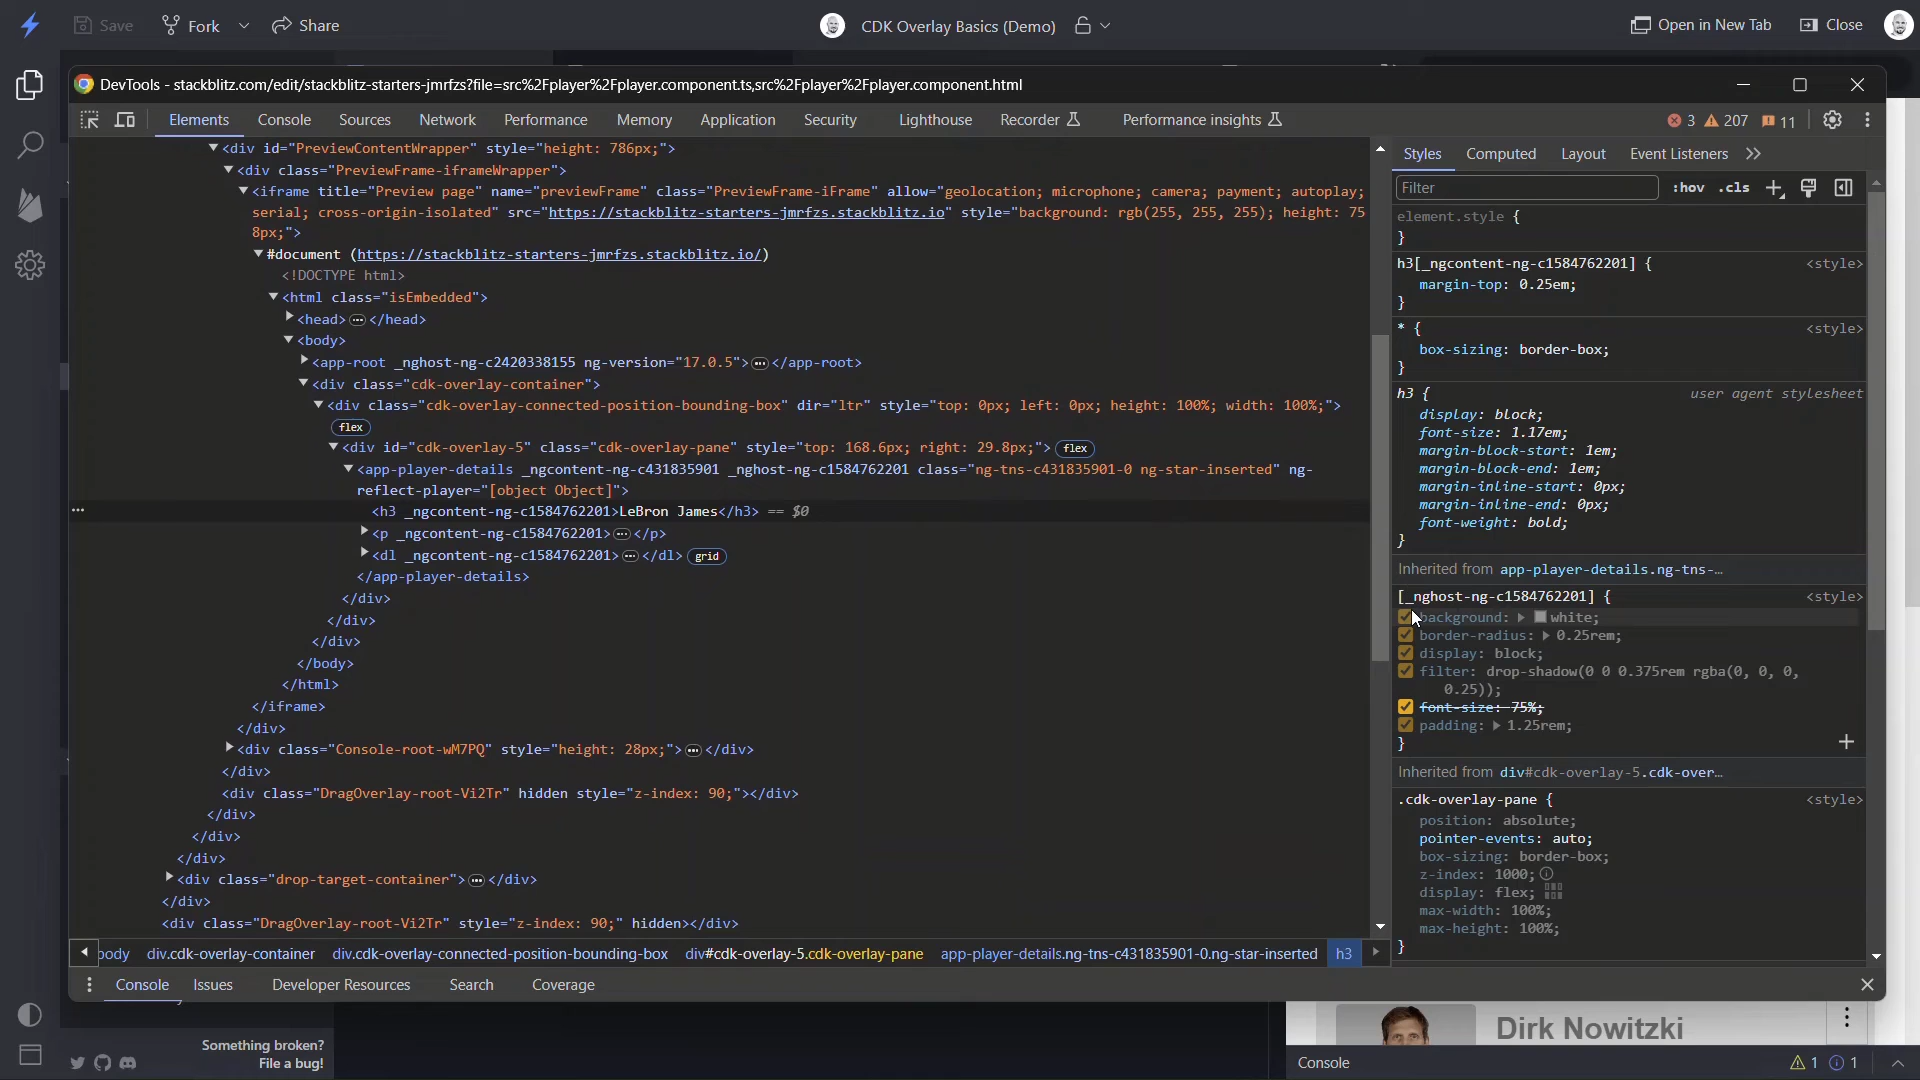 Save
Fork
Share
CDK Overlay Basics (Demo)
Open in New Tab
Close
DevTools - stackblitz.com/edit/stackblitz-starters-jmrfzs?file=src%2Fplayer%2Fplayer.component.ts,src%2Fplayer%2Fplayer.component.html
Elements Console Sources Network Performance Memory Application Security Lighthouse Recorder Performance insights 3 207 11
<div id="PreviewContentWrapper" style="height: 786px;">
<div class="PreviewFrame-iframeWrapper">
<iframe title="Preview page" name="previewFrame" class="PreviewFrame-iFrame" allow="geolocation; microphone; camera; payment; autoplay;
serial; cross-origin-isolated" src="https://stackblitz-starters-jmrfzs.stackblitz.io" style="background: rgb(255, 255, 255); height: 75
8px;">
#document (https://stackblitz-starters-jmrfzs.stackblitz.io/)
<!DOCTYPE html>
<html class="isEmbedded">
<head> … </head>
<body>
<app-root _nghost-ng-c2420338155 ng-version="17.0.5"> … </app-root>
<div class="cdk-overlay-container">
<div class="cdk-overlay-connected-position-bounding-box" dir="ltr" style="top: 0px; left: 0px; height: 100%; width: 100%;">
flex
<div id="cdk-overlay-5" class="cdk-overlay-pane" style="top: 168.6px; right: 29.8px;"> flex
<app-player-details _ngcontent-ng-c431835901 _nghost-ng-c1584762201 class="ng-tns-c431835901-0 ng-star-inserted" ng-
reflect-player="[object Object]">
<h3 _ngcontent-ng-c1584762201>LeBron James</h3> == $0
<p _ngcontent-ng-c1584762201> … </p>
<dl _ngcontent-ng-c1584762201> … </dl> grid
</app-player-details>
</div>
</div>
</div>
</body>
</html>
</iframe>
</div>
<div class="Console-root-wM7PQ" style="height: 28px;"> … </div>
</div>
<div class="DragOverlay-root-Vi2Tr" hidden style="z-index: 90;"></div>
</div>
</div>
</div>
<div class="drop-target-container"> … </div>
</div>
<div class="DragOverlay-root-Vi2Tr" style="z-index: 90;" hidden></div>
body div.cdk-overlay-container div.cdk-overlay-connected-position-bounding-box div#cdk-overlay-5.cdk-overlay-pane app-player-details.ng-tns-c431835901-0.ng-star-inserted h3
Console Issues Developer Resources Search Coverage
Styles Computed Layout Event Listeners
Filter :hov .cls
element.style {
}
h3[_ngcontent-ng-c1584762201] { <style>
margin-top: 0.25em;
}
* { <style>
box-sizing: border-box;
}
h3 { user agent stylesheet
display: block;
font-size: 1.17em;
margin-block-start: 1em;
margin-block-end: 1em;
margin-inline-start: 0px;
margin-inline-end: 0px;
font-weight: bold;
}
Inherited from app-player-details.ng-tns-…
[_nghost-ng-c1584762201] { <style>
background: white;
border-radius: 0.25rem;
display: block;
filter: drop-shadow(0 0 0.375rem rgba(0, 0, 0,
0.25));
font-size: 75%;
padding: 1.25rem;
}
Inherited from div#cdk-overlay-5.cdk-over…
.cdk-overlay-pane { <style>
position: absolute;
pointer-events: auto;
box-sizing: border-box;
z-index: 1000;
display: flex;
max-width: 100%;
max-height: 100%;
}
Something broken?
File a bug!
Dirk Nowitzki
Console 1 1